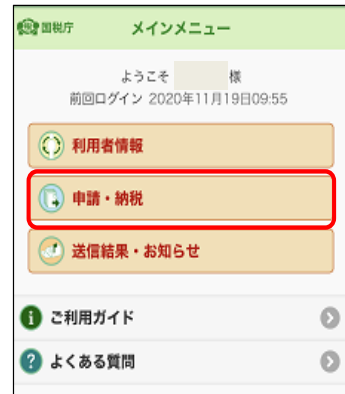 国税庁 メインメニュー
ようこそ 様
前回ログイン 2020年11月19日09:55
利用者情報
申請・納税
送信結果・お知らせ
ご利用ガイド
よくある質問